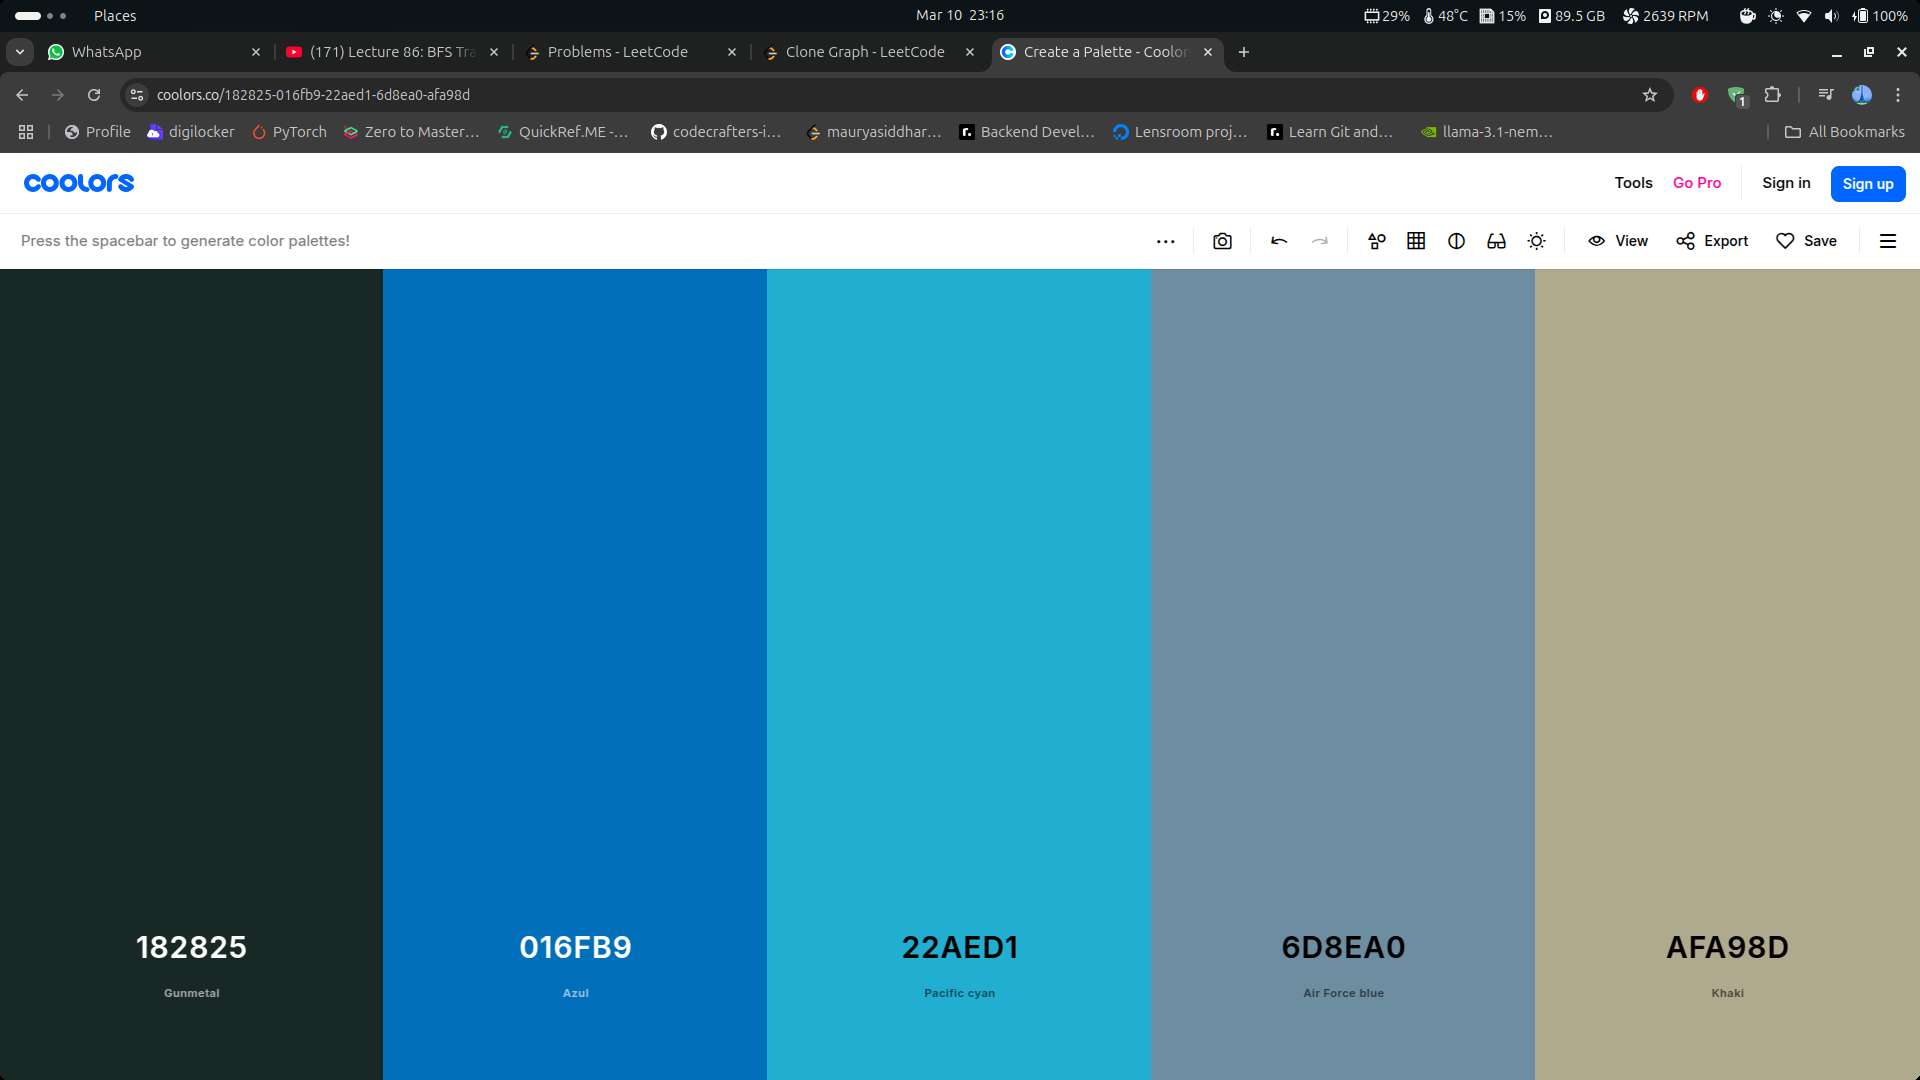 Places
Mar 10 23:16
29% 48°C 15% 89.5 GB 2639 RPM 100%
WhatsApp
(171) Lecture 86: BFS Tra
Problems - LeetCode
Clone Graph - LeetCode
Create a Palette - Coolor
coolors.co/182825-016fb9-22aed1-6d8ea0-afa98d
1
Profile
digilocker
PyTorch
Zero to Master...
QuickRef.ME -...
codecrafters-i...
mauryasiddhar...
Backend Devel...
Lensroom proj...
Learn Git and...
llama-3.1-nem...
All Bookmarks
coolors
Tools
Go Pro
Sign in
Sign up
Press the spacebar to generate color palettes!
View
Export
Save
182825
Gunmetal
016FB9
Azul
22AED1
Pacific cyan
6D8EA0
Air Force blue
AFA98D
Khaki